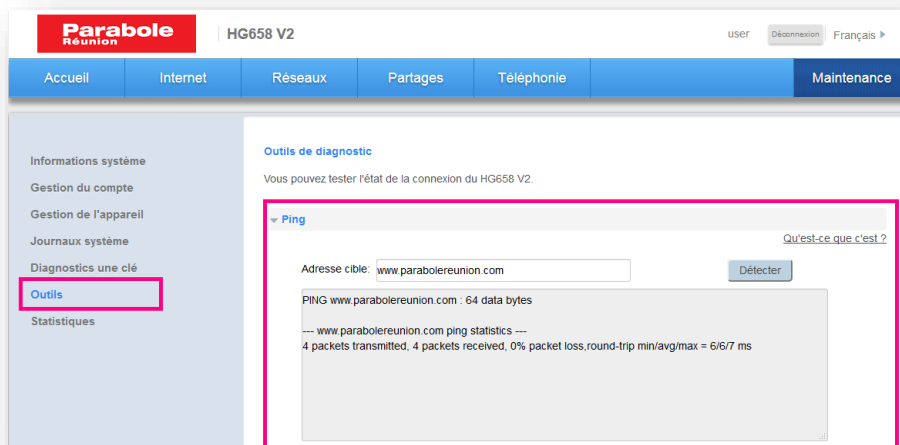 Parabole
Réunion
HG658 V2
user
Déconnexion
Français
Accueil
Internet
Réseaux
Partages
Téléphonie
Maintenance
Informations système
Gestion du compte
Gestion de l'appareil
Journaux système
Diagnostics une clé
Outils
Statistiques
Outils de diagnostic
Vous pouvez tester l'état de la connexion du HG658 V2.
Ping
Qu'est-ce que c'est ?
Adresse cible: www.parabolereunion.com
Détecter
PING www.parabolereunion.com : 64 data bytes
--- www.parabolereunion.com ping statistics ---
4 packets transmitted, 4 packets received, 0% packet loss,round-trip min/avg/max = 6/6/7 ms